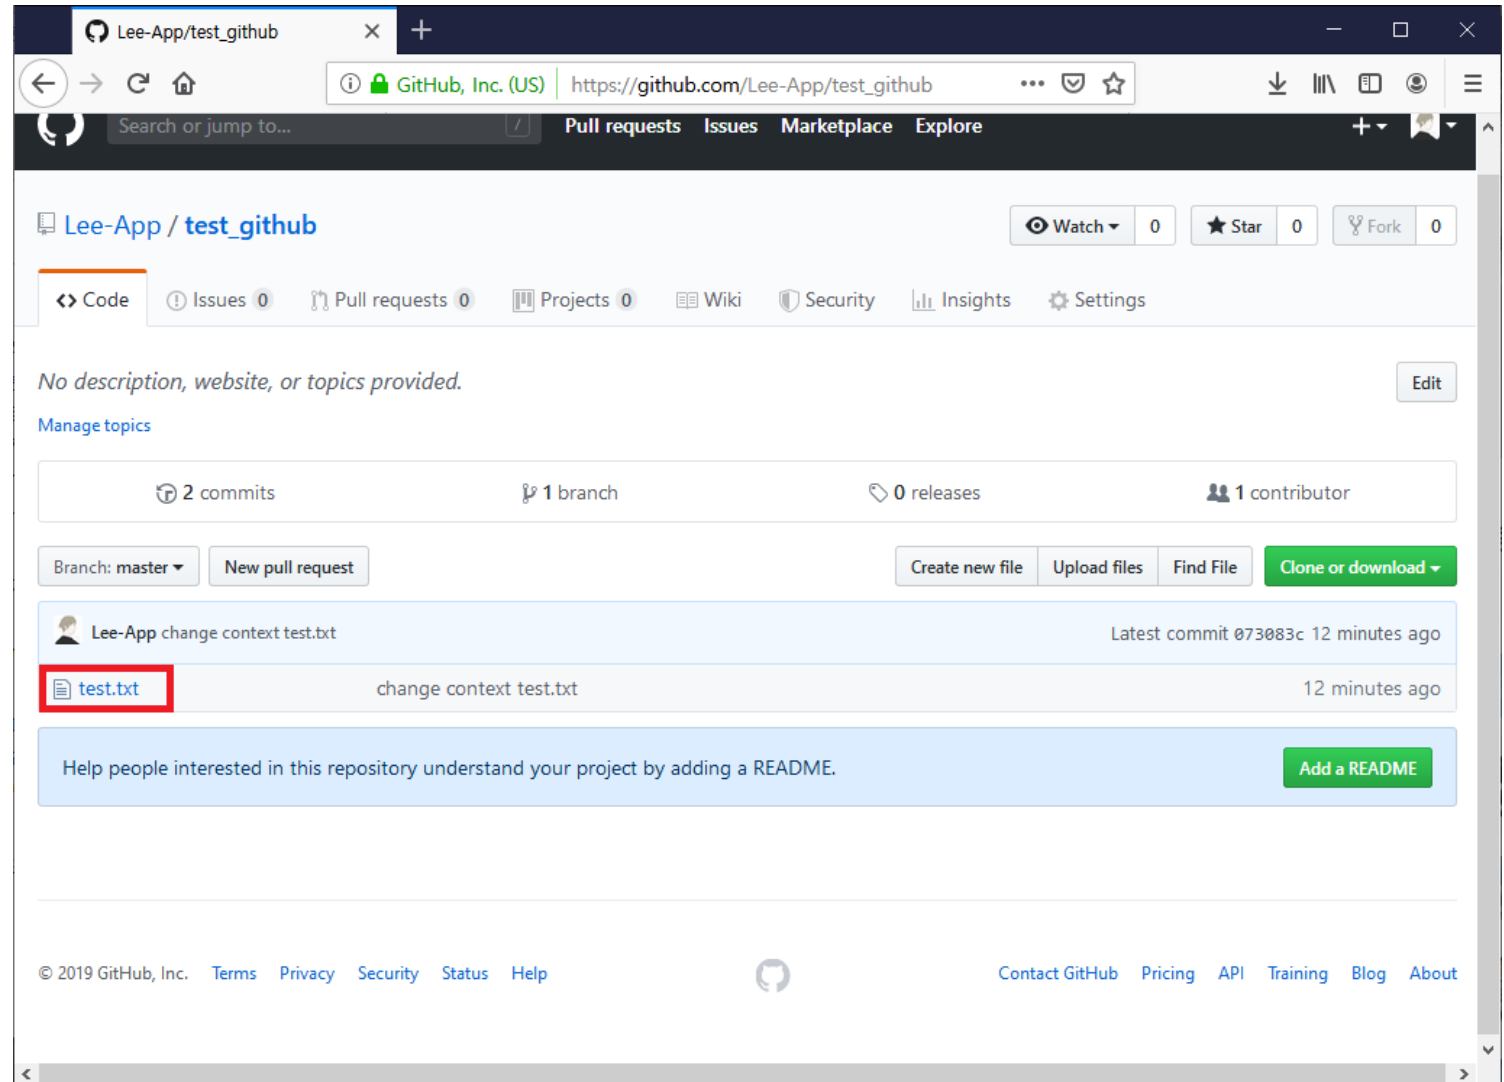 Lee-App/test_github
GitHub, Inc. (US) https://github.com/Lee-App/test_github
Search or jump to... / Pull requests Issues Marketplace Explore
Lee-App / test_github Watch 0 Star 0 Fork 0
Code Issues 0 Pull requests 0 Projects 0 Wiki Security Insights Settings
No description, website, or topics provided. Edit
Manage topics
2 commits 1 branch 0 releases 1 contributor
Branch: master New pull request Create new file Upload files Find File Clone or download
Lee-App change context test.txt Latest commit 073083c 12 minutes ago
test.txt change context test.txt 12 minutes ago
Help people interested in this repository understand your project by adding a README. Add a README
© 2019 GitHub, Inc. Terms Privacy Security Status Help Contact GitHub Pricing API Training Blog About